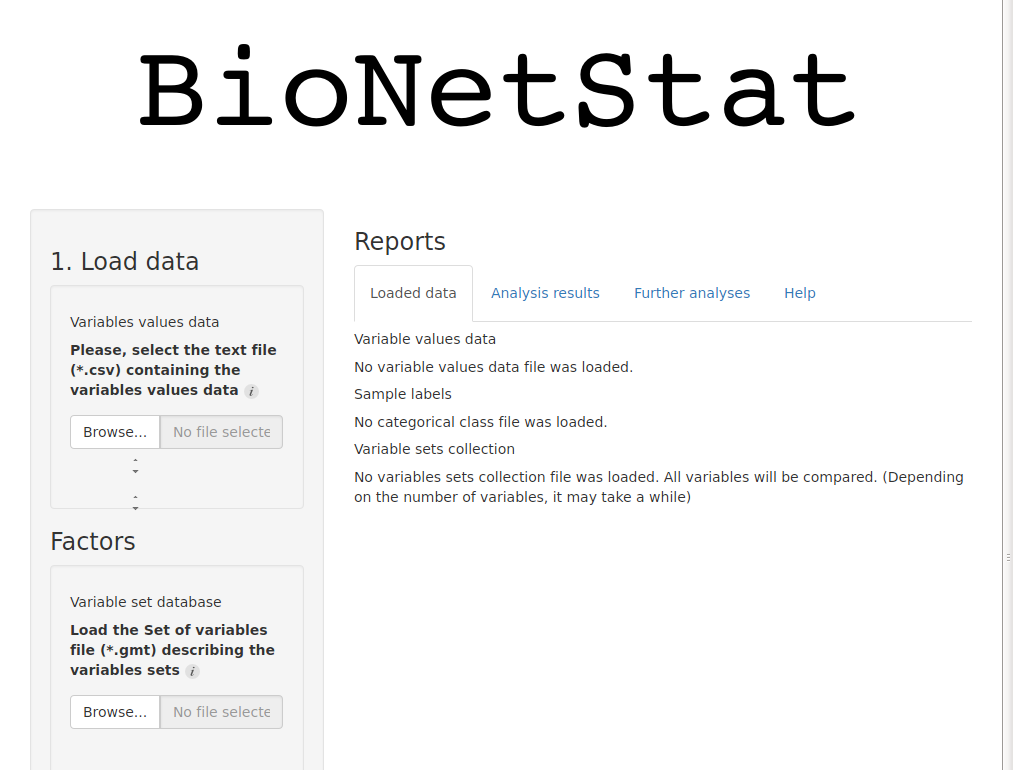 BioNetStat
1. Load data
Variables values data
Please, select the text file
(*.csv) containing the
variables values data i
Browse... No file selecte
Factors
Variable set database
Load the Set of variables
file (*.gmt) describing the
variables sets i
Browse... No file selecte
Reports
Loaded data Analysis results Further analyses Help
Variable values data
No variable values data file was loaded.
Sample labels
No categorical class file was loaded.
Variable sets collection
No variables sets collection file was loaded. All variables will be compared. (Depending
on the number of variables, it may take a while)